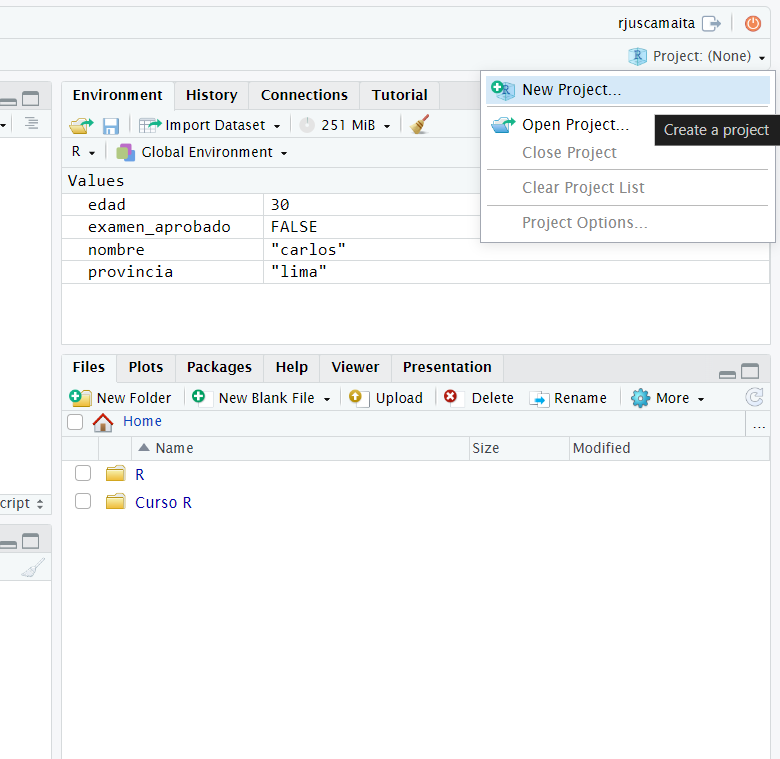 rjuscamaita
Project: (None)
Environment History Connections Tutorial
New Project...
Import Dataset 251 MiB
Open Project...
Create a project
R Global Environment
Close Project
Values
Clear Project List
edad 30
examen_aprobado FALSE
Project Options...
nombre "carlos"
provincia "lima"
Files Plots Packages Help Viewer Presentation
New Folder New Blank File Upload Delete Rename More
Home ...
Name Size Modified
R
Curso R
cript